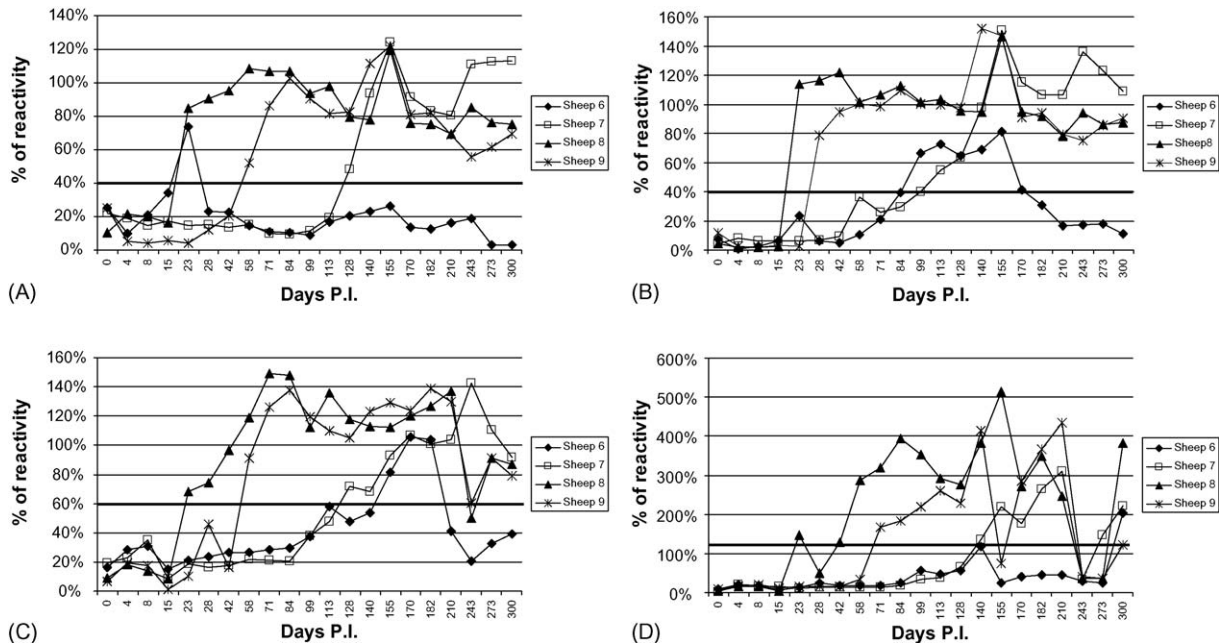 140%
120%
100%
80%
60%
40%
20%
0%
% of reactivity
0 4 8 15 23 28 42 58 71 84 99 113 128 140 155 170 182 210 243 273 300
Days P.I.
Sheep 6
Sheep 7
Sheep 8
Sheep 9
(A)
160%
140%
120%
100%
80%
60%
40%
20%
0%
% of reactivity
0 4 8 15 23 28 42 58 71 84 99 113 128 140 155 170 182 210 243 273 300
Days P.I.
Sheep 6
Sheep 7
Sheep8
Sheep 9
(B)
160%
140%
120%
100%
80%
60%
40%
20%
0%
% of reactivity
0 4 8 15 23 28 42 58 71 84 99 113 128 140 155 170 182 210 243 273 300
Days P.I.
Sheep 6
Sheep 7
Sheep 8
Sheep 9
(C)
600%
500%
400%
300%
200%
100%
0%
% of reactivity
0 4 8 15 23 28 42 58 71 84 99 113 128 140 155 170 182 210 243 273 300
Days P.I.
Sheep 6
Sheep 7
Sheep 8
Sheep 9
(D)